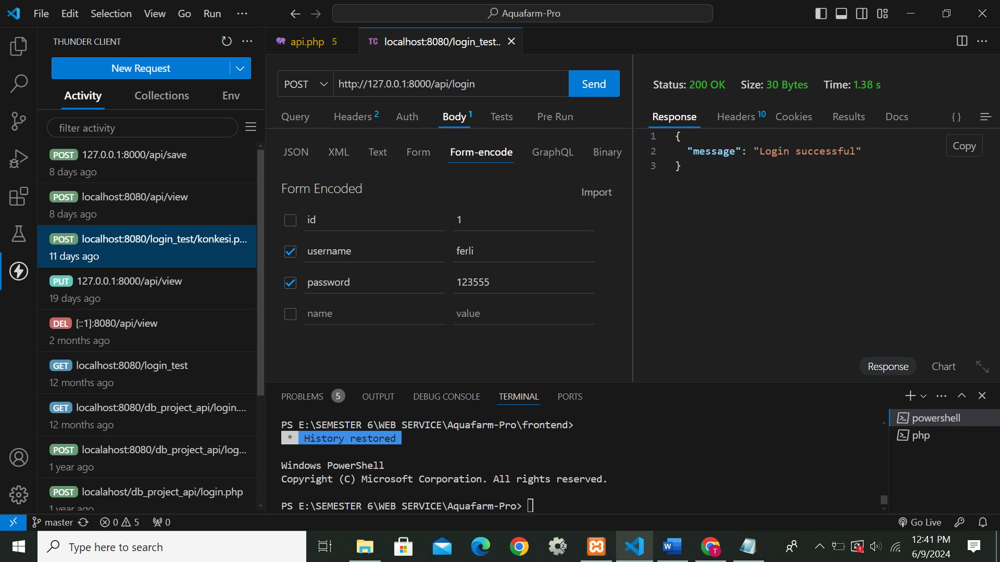 File Edit Selection View Go Run ···
Aquafarm-Pro
THUNDER CLIENT
New Request
Activity Collections Env
filter activity
POST 127.0.0.1:8000/api/save
8 days ago
POST localhost:8080/api/view
8 days ago
POST localhost:8080/login_test/konkesi.p...
11 days ago
PUT 127.0.0.1:8000/api/view
19 days ago
DEL [::1]:8080/api/view
2 months ago
GET localhost:8080/login_test
12 months ago
GET localhost:8080/db_project_api/login....
12 months ago
POST localahost:8080/db_project_api/log...
1 year ago
POST localahost/db_project_api/login.php
1 year ago
api.php 5
TC localhost:8080/login_test..
POST http://127.0.0.1:8000/api/login Send
Query Headers 2 Auth Body 1 Tests Pre Run
JSON XML Text Form Form-encode GraphQL Binary
Form Encoded Import
id 1
username ferli
password 123555
name value
Status: 200 OK Size: 30 Bytes Time: 1.38 s
Response Headers 10 Cookies Results Docs { }
1 {
2 "message": "Login successful"
3 }
Copy
Response Chart
PROBLEMS 5 OUTPUT DEBUG CONSOLE TERMINAL PORTS
PS E:\SEMESTER 6\WEB SERVICE\Aquafarm-Pro\frontend>
* History restored
Windows PowerShell
Copyright (C) Microsoft Corporation. All rights reserved.
PS E:\SEMESTER 6\WEB SERVICE\Aquafarm-Pro>
powershell
php
master 0 5 0 Go Live
Type here to search
12:41 PM
6/9/2024